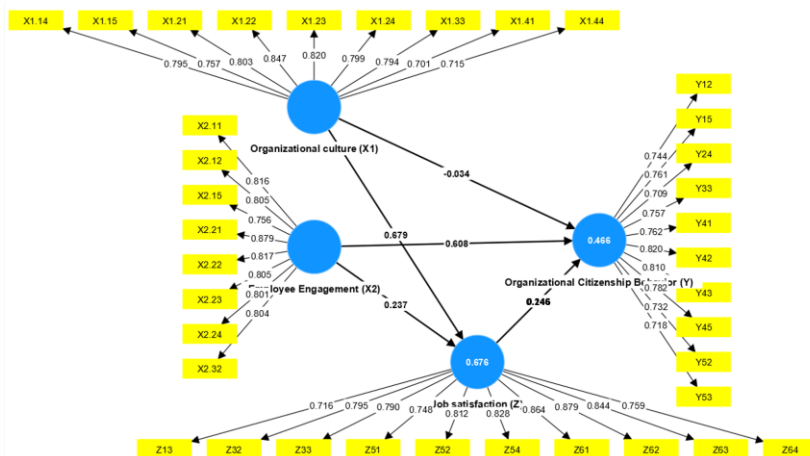 X1.14 X1.15 X1.21 X1.22 X1.23 X1.24 X1.33 X1.41 X1.44
0.795 0.757 0.803 0.847 0.820 0.799 0.794 0.701 0.715
Organizational culture (X1)
X2.11
X2.12
X2.15
X2.21
X2.22
X2.23
X2.24
X2.32
0.816
0.805
0.756
0.879
0.817
0.805
0.801
0.804
Employee Engagement (X2)
-0.034
0.679
0.608
0.237
0.466
Organizational Citizenship Behavior (Y)
Y12
Y15
Y24
Y33
Y41
Y42
Y43
Y45
Y52
Y53
0.744
0.761
0.709
0.757
0.762
0.820
0.810
0.782
0.732
0.718
0.676
Job satisfaction (Z)
0.716 0.795 0.790 0.748 0.812 0.828 0.864 0.879 0.844 0.759
Z13 Z32 Z33 Z51 Z52 Z54 Z61 Z62 Z63 Z64